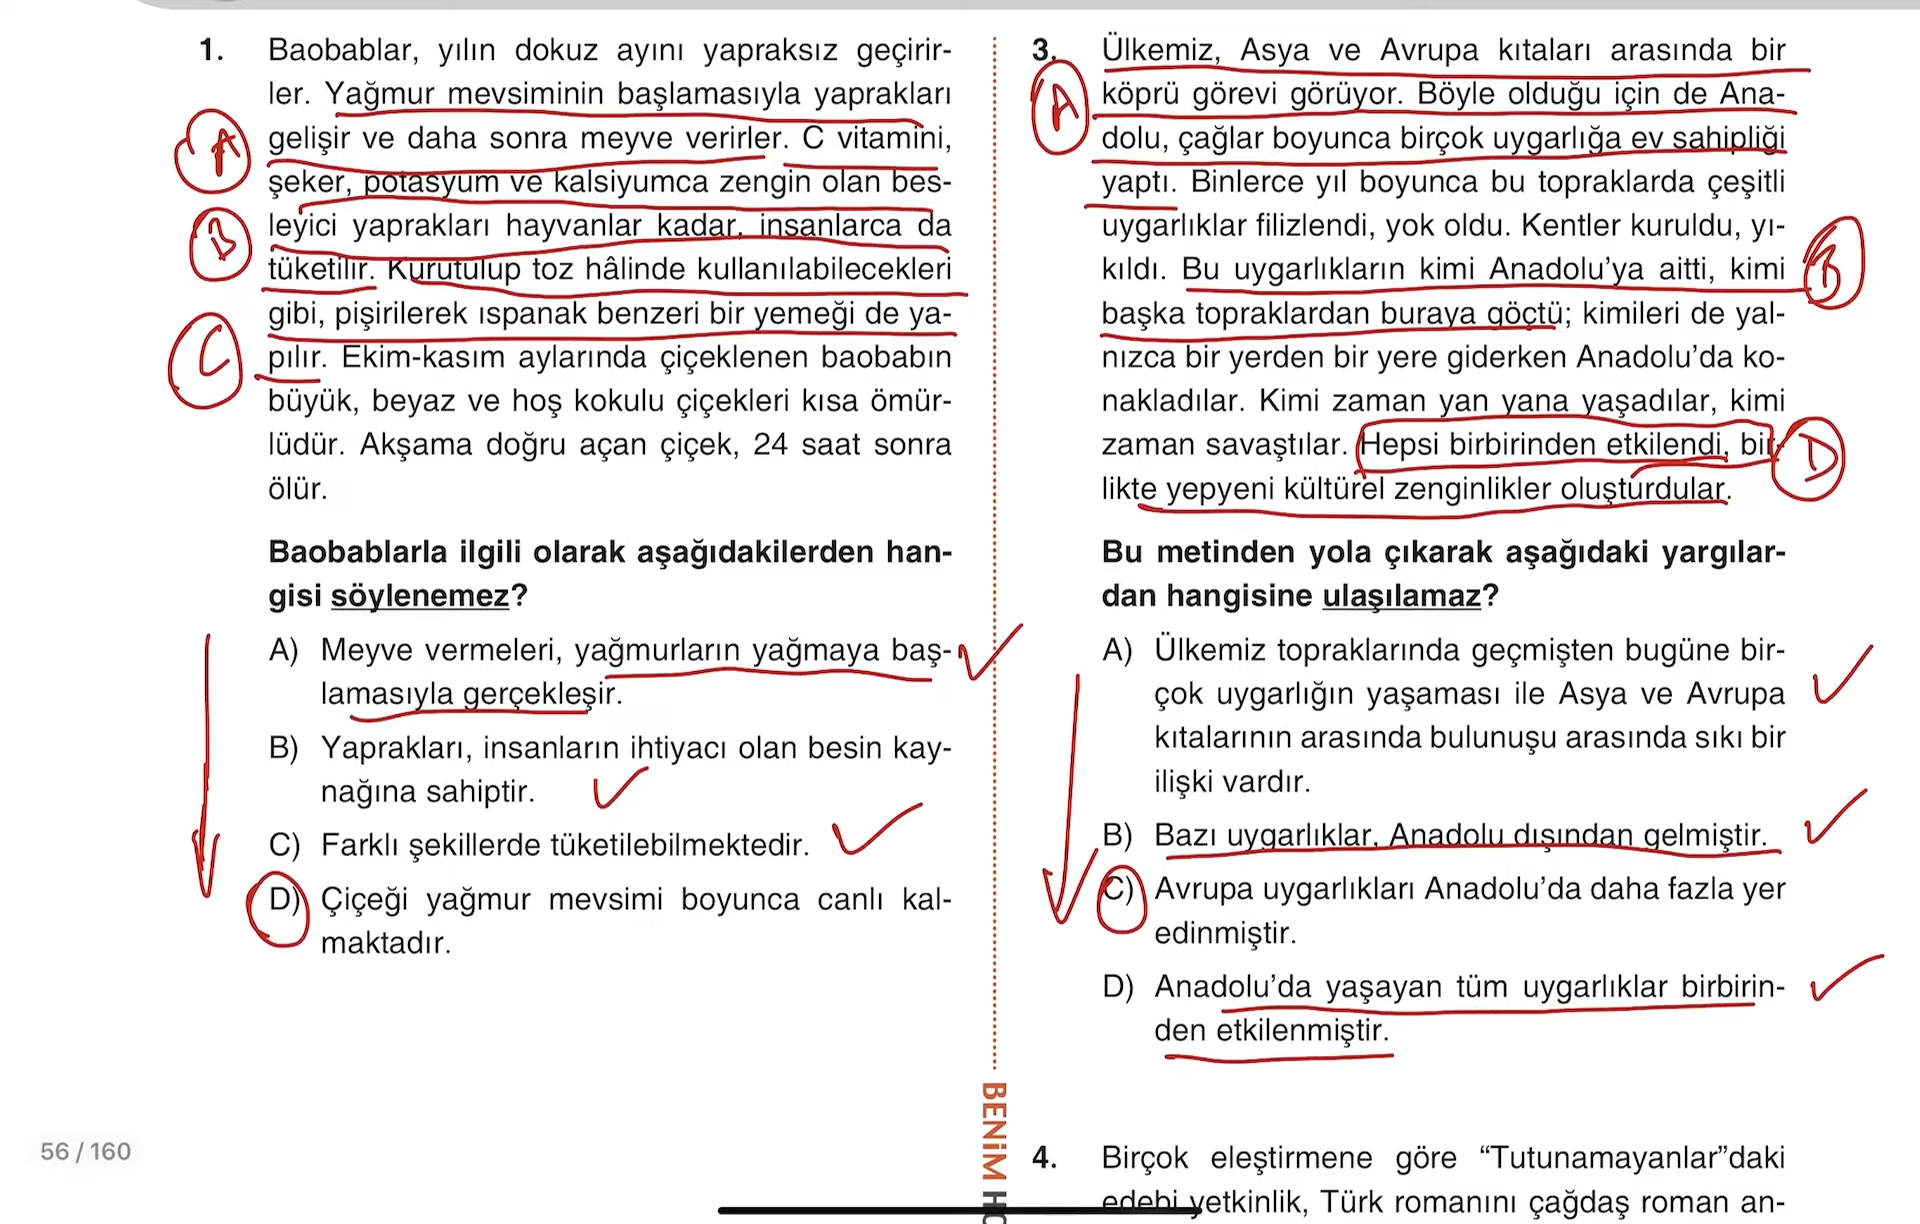 1. Baobablar, yılın dokuz ayını yapraksız geçirir-
ler. Yağmur mevsiminin başlamasıyla yaprakları
gelişir ve daha sonra meyve verirler. C vitamini,
şeker, potasyum ve kalsiyumca zengin olan bes-
leyici yaprakları hayvanlar kadar, insanlarca da
tüketilir. Kurutulup toz hâlinde kullanılabilecekleri
gibi, pişirilerek ıspanak benzeri bir yemeği de ya-
pılır. Ekim-kasım aylarında çiçeklenen baobabın
büyük, beyaz ve hoş kokulu çiçekleri kısa ömür-
lüdür. Akşama doğru açan çiçek, 24 saat sonra
ölür.
A
B
C
Baobablarla ilgili olarak aşağıdakilerden han-
gisi söylenemez?
A) Meyve vermeleri, yağmurların yağmaya baş-
lamasıyla gerçekleşir.
B) Yaprakları, insanların ihtiyacı olan besin kay-
nağına sahiptir.
C) Farklı şekillerde tüketilebilmektedir.
D) Çiçeği yağmur mevsimi boyunca canlı kal-
maktadır.
56 / 160
BENİM
3. Ülkemiz, Asya ve Avrupa kıtaları arasında bir
köprü görevi görüyor. Böyle olduğu için de Ana-
dolu, çağlar boyunca birçok uygarlığa ev sahipliği
yaptı. Binlerce yıl boyunca bu topraklarda çeşitli
uygarlıklar filizlendi, yok oldu. Kentler kuruldu, yı-
kıldı. Bu uygarlıkların kimi Anadolu'ya aitti, kimi
başka topraklardan buraya göçtü; kimileri de yal-
nızca bir yerden bir yere giderken Anadolu'da ko-
nakladılar. Kimi zaman yan yana yaşadılar, kimi
zaman savaştılar. Hepsi birbirinden etkilendi, bir-
likte yepyeni kültürel zenginlikler oluşturdular.
A
B
D
Bu metinden yola çıkarak aşağıdaki yargılar-
dan hangisine ulaşılamaz?
A) Ülkemiz topraklarında geçmişten bugüne bir-
çok uygarlığın yaşaması ile Asya ve Avrupa
kıtalarının arasında bulunuşu arasında sıkı bir
ilişki vardır.
B) Bazı uygarlıklar, Anadolu dışından gelmiştir.
C) Avrupa uygarlıkları Anadolu'da daha fazla yer
edinmiştir.
D) Anadolu'da yaşayan tüm uygarlıklar birbirin-
den etkilenmiştir.
4. Birçok eleştirmene göre “Tutunamayanlar”daki
edebi yetkinlik, Türk romanını çağdaş roman an-